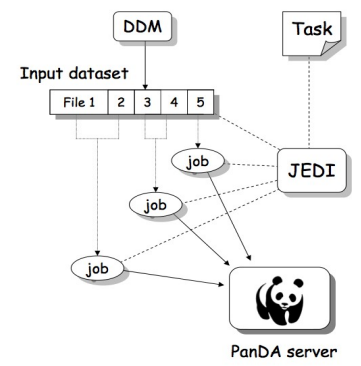 DDM
Task
Input dataset
File 1 2 3 4 5
job
JEDI
job
job
PanDA server